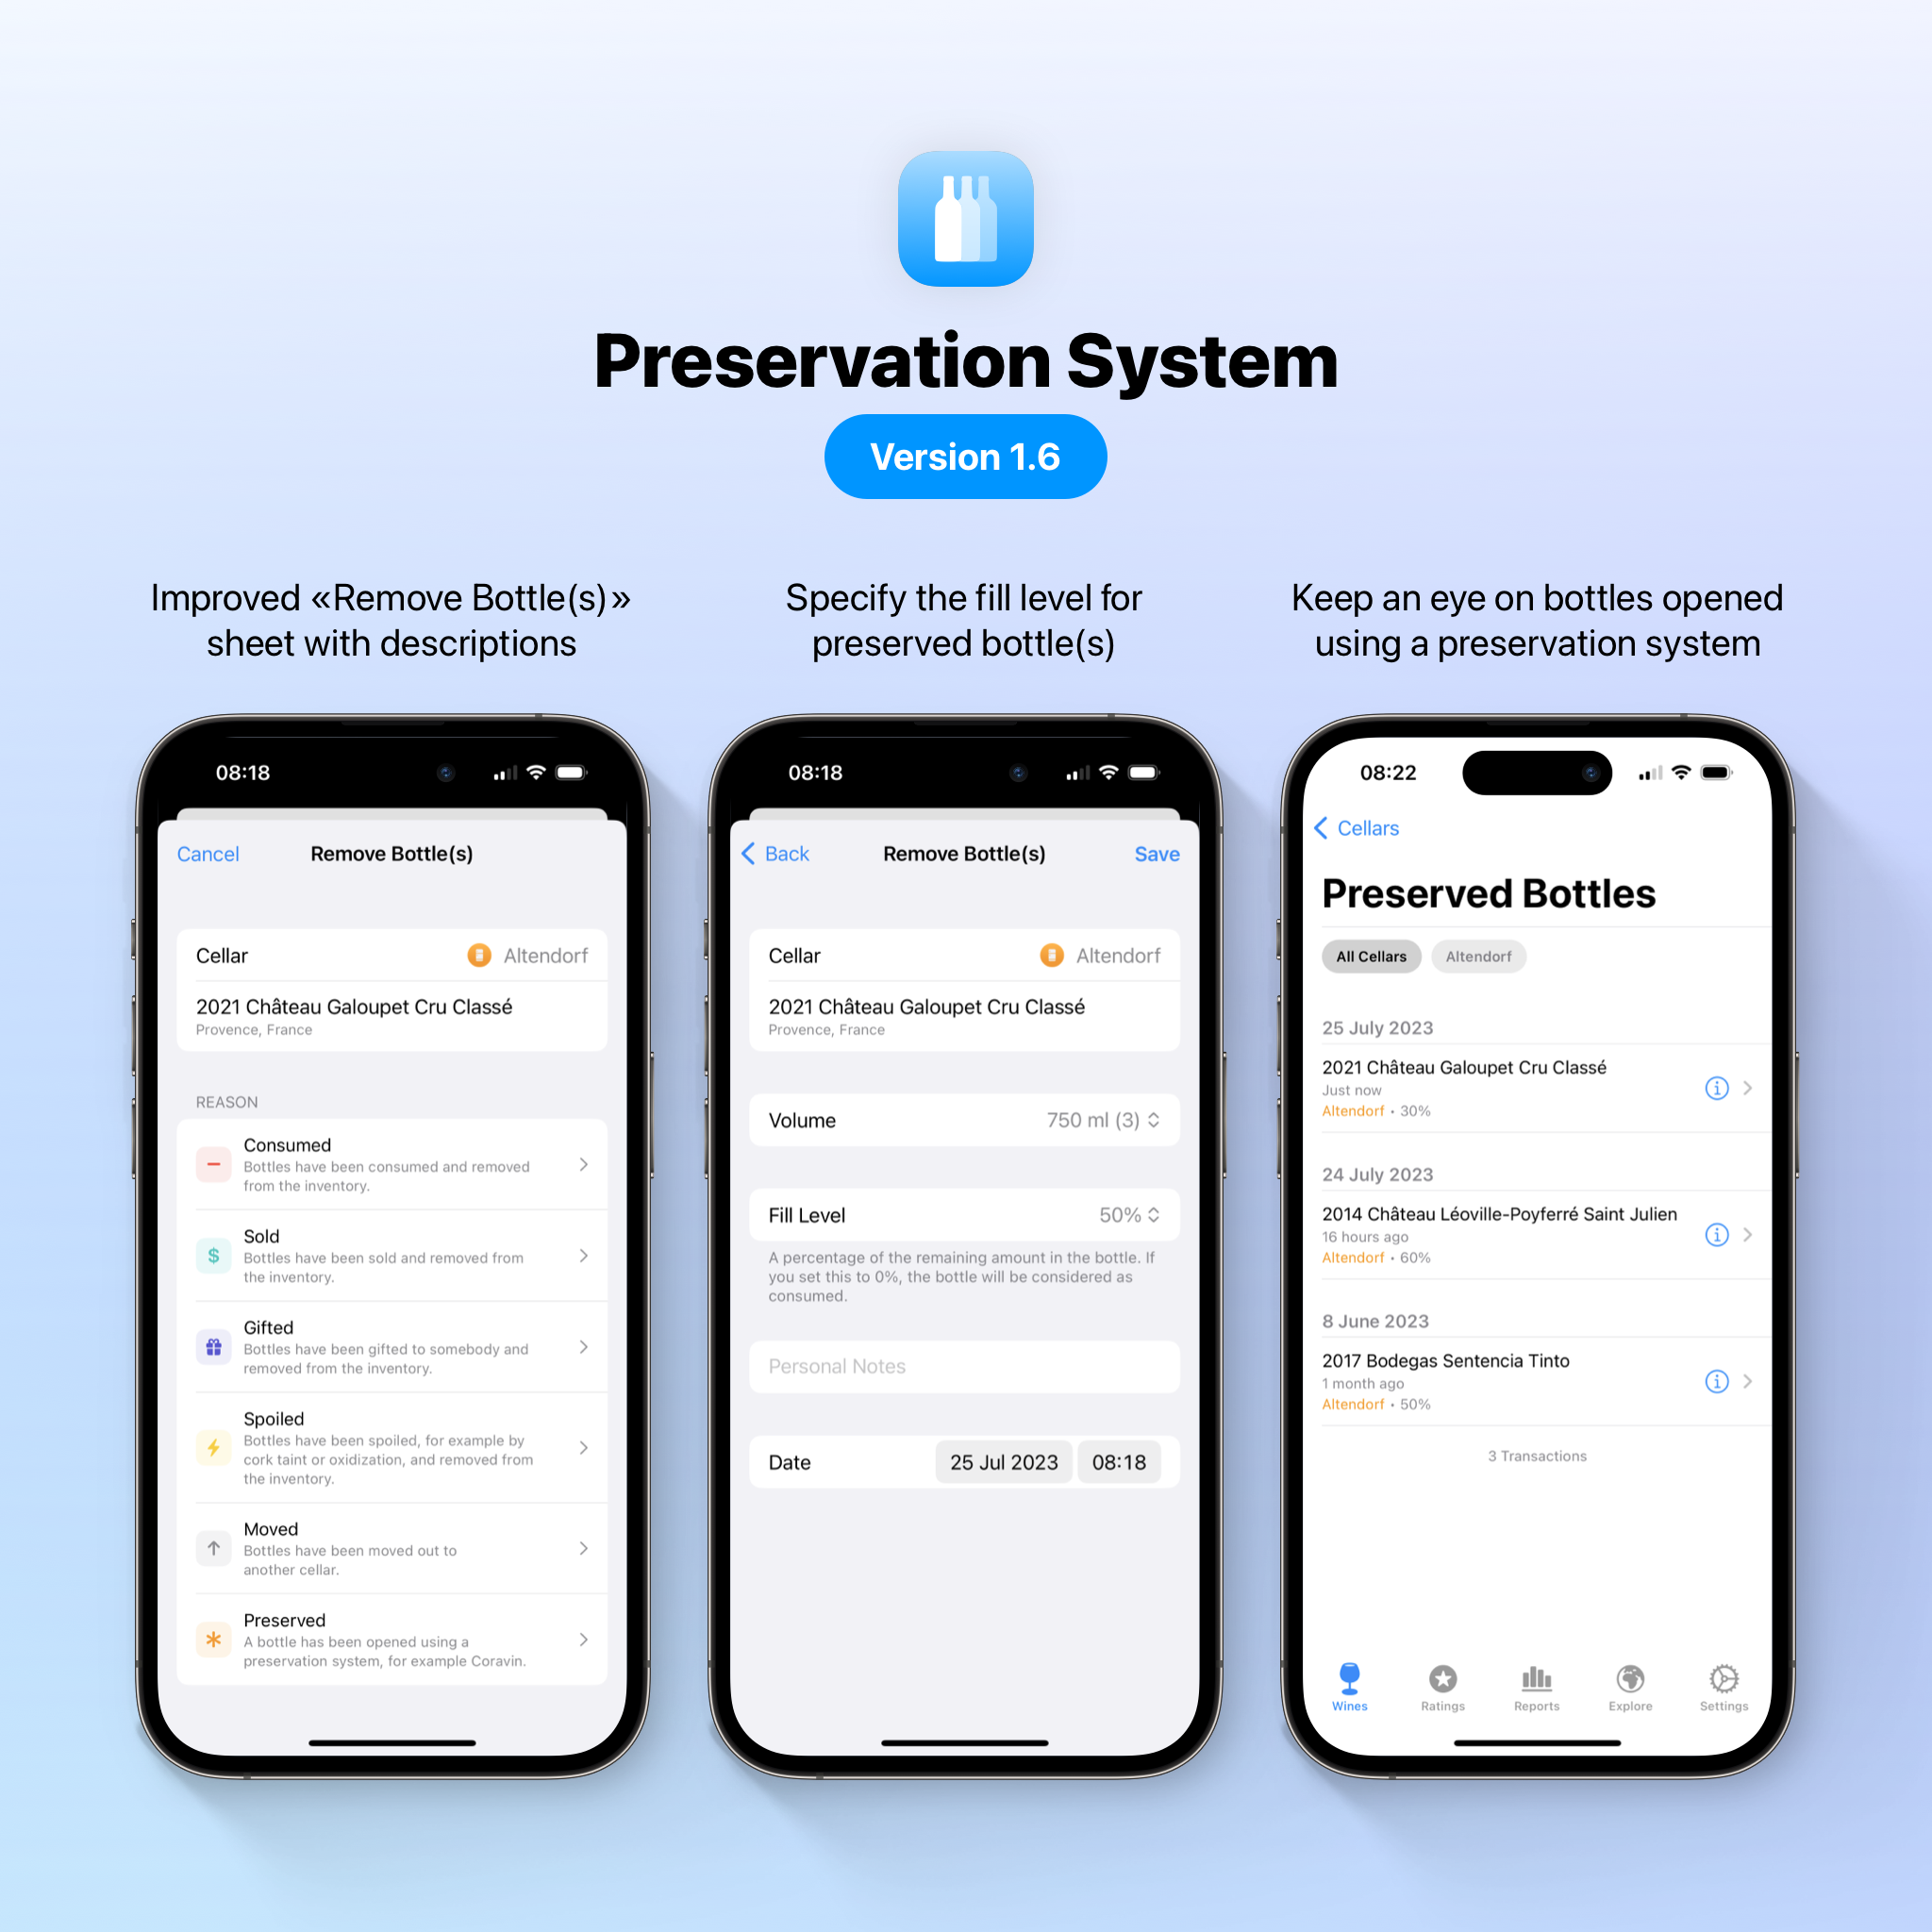 Preservation System
Version 1.6
Improved «Remove Bottle(s)»
sheet with descriptions
08:18
Cancel
Remove Bottle(s)
Cellar
Altendorf
2021 Château Galoupet Cru Classé
Provence, France
REASON
Consumed
Bottles have been consumed and removed
from the inventory.
$
Sold
Bottles have been sold and removed from
the inventory.
Gifted
Bottles have been gifted to somebody and
removed from the inventory.
Spoiled
Bottles have been spoiled, for example by
cork taint or oxidization, and removed from
the inventory.
Moved
Bottles have been moved out to
another cellar.
Preserved
A bottle has been opened using a
preservation system, for example Coravin.
Specify the fill level for
preserved bottle(s)
08:18
Back
Remove Bottle(s)
Save
Cellar
Altendorf
2021 Château Galoupet Cru Classé
Provence, France
Volume
750 ml (3)
Fill Level
50%
A percentage of the remaining amount in the bottle. If
you set this to 0%, the bottle will be considered as
consumed.
Personal Notes
Date
25 Jul 2023
08:18
Keep an eye on bottles opened
using a preservation system
08:22
Cellars
Preserved Bottles
All Cellars
Altendorf
25 July 2023
2021 Château Galoupet Cru Classé
Just now
Altendorf • 30%
24 July 2023
2014 Château Léoville-Poyferré Saint Julien
16 hours ago
Altendorf • 60%
8 June 2023
2017 Bodegas Sentencia Tinto
1 month ago
Altendorf • 50%
3 Transactions
Wines
Ratings
Reports
Explore
Settings